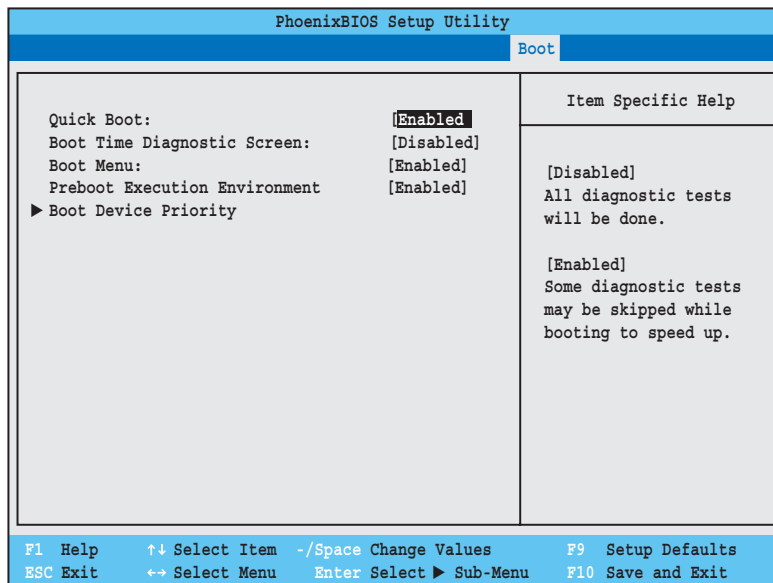 PhoenixBIOS Setup Utility
Boot
Quick Boot: [Enabled
Boot Time Diagnostic Screen: [Disabled]
Boot Menu: [Enabled]
Preboot Execution Environment [Enabled]
▶ Boot Device Priority
Item Specific Help
[Disabled]
All diagnostic tests
will be done.
[Enabled]
Some diagnostic tests
may be skipped while
booting to speed up.
F1 Help ↑↓ Select Item -/Space Change Values F9 Setup Defaults
ESC Exit ←→ Select Menu Enter Select ▶ Sub-Menu F10 Save and Exit